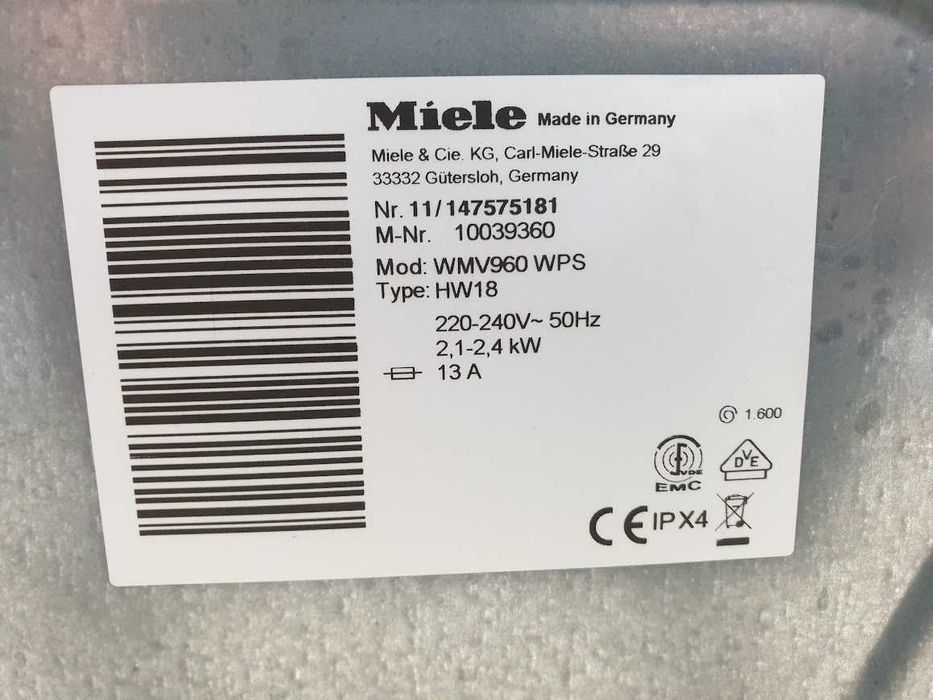 Miele Made in Germany
Miele & Cie. KG, Carl-Miele-Straße 29
33332 Gütersloh, Germany
Nr. 11/147575181
M-Nr. 10039360
Mod: WMV960 WPS
Type: HW18
220-240V~ 50Hz
2,1-2,4 kW
13 A
1.600
VDE
EMC
DVE
CE IPX4